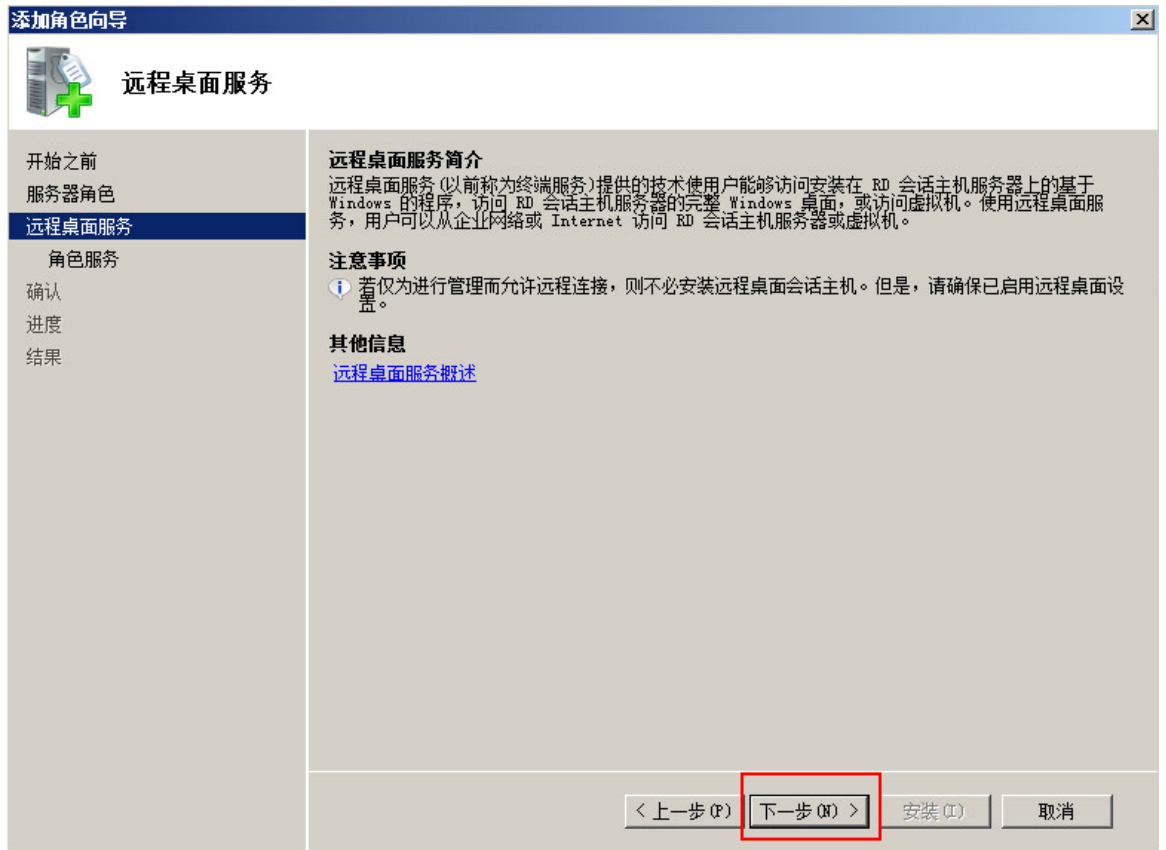 添加角色向导
远程桌面服务
开始之前
服务器角色
远程桌面服务
角色服务
确认
进度
结果
远程桌面服务简介
远程桌面服务(以前称为终端服务)提供的技术使用户能够访问安装在 RD 会话主机服务器上的基于
Windows 的程序，访问 RD 会话主机服务器的完整 Windows 桌面，或访问虚拟机。使用远程桌面服
务，用户可以从企业网络或 Internet 访问 RD 会话主机服务器或虚拟机。
注意事项
若仅为进行管理而允许远程连接，则不必安装远程桌面会话主机。但是，请确保已启用远程桌面设
置。
其他信息
远程桌面服务概述
< 上一步(P) 下一步(N) > 安装(I) 取消